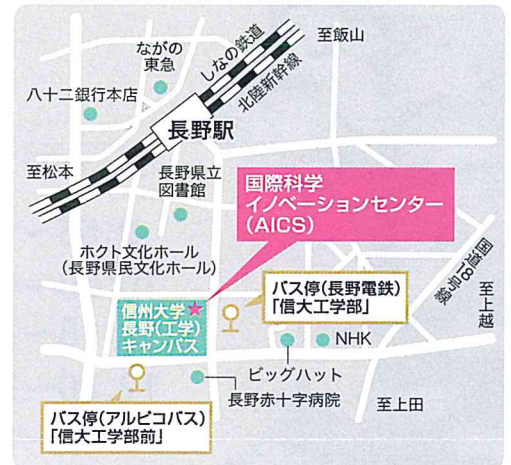 ながの
東急
しなの鉄道
至飯山
八十二銀行本店
北陸新幹線
長野駅
至松本
長野県立
図書館
国際科学
イノベーションセンター
(AICS)
ホクト文化ホール
(長野県民文化ホール)
国道18号線
至上越
バス停(長野電鉄)
「信大工学部」
信州大学★
長野(工学)
キャンパス
NHK
ビッグハット
長野赤十字病院
バス停(アルピコバス)
「信大工学部前」
至上田